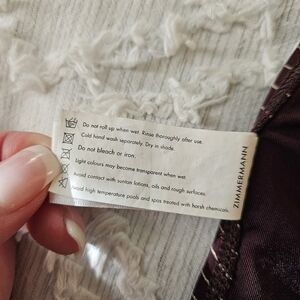 Do not roll up when wet. Rinse thoroughly after use.
Cold hand wash separately. Dry in shade.
Do not bleach or iron.
Light colours may become transparent when wet.
Avoid contact with suntan lotions, oils and rough surfaces.
Avoid high temperature pools and spas treated with harsh chemicals.
ZIMMERMANN